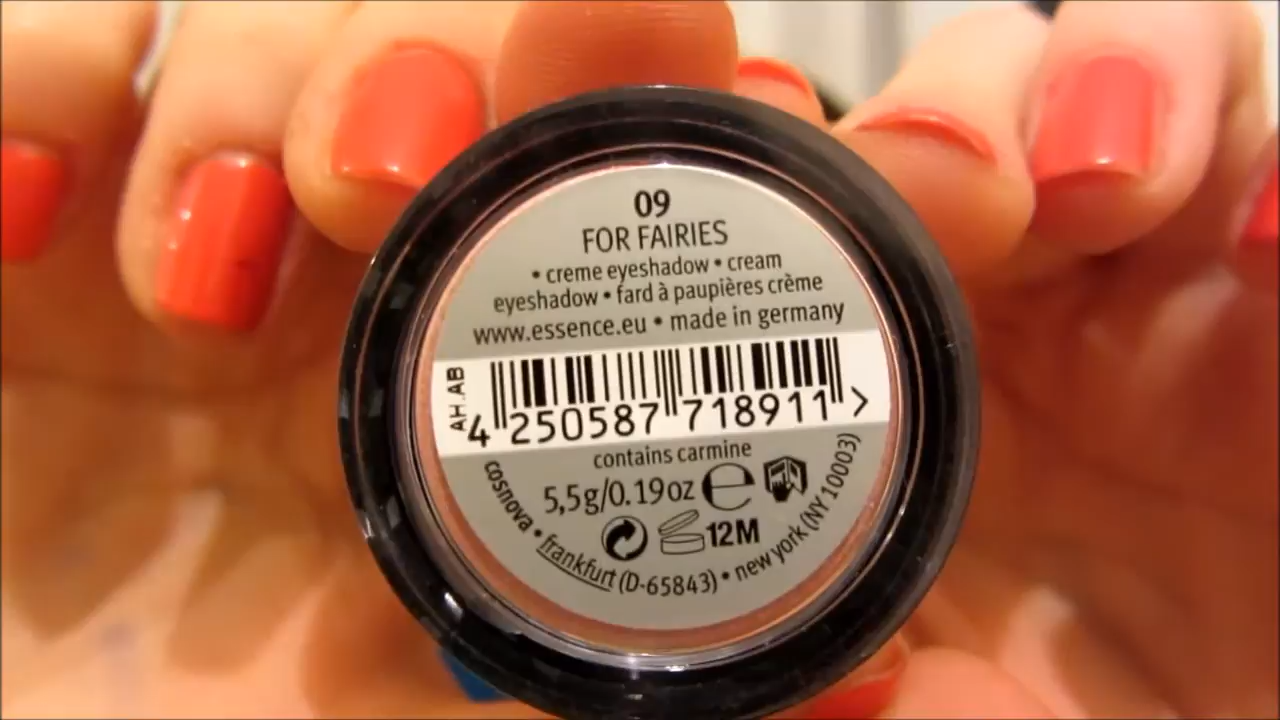 09
FOR FAIRIES
• creme eyeshadow • cream
eyeshadow • fard à paupières crème
www.essence.eu • made in germany
AH.AB
4 250587 718911 >
contains carmine
5,5g/0.19oz e
12M
cosnova • frankfurt (D-65843) • new york (NY 10003)